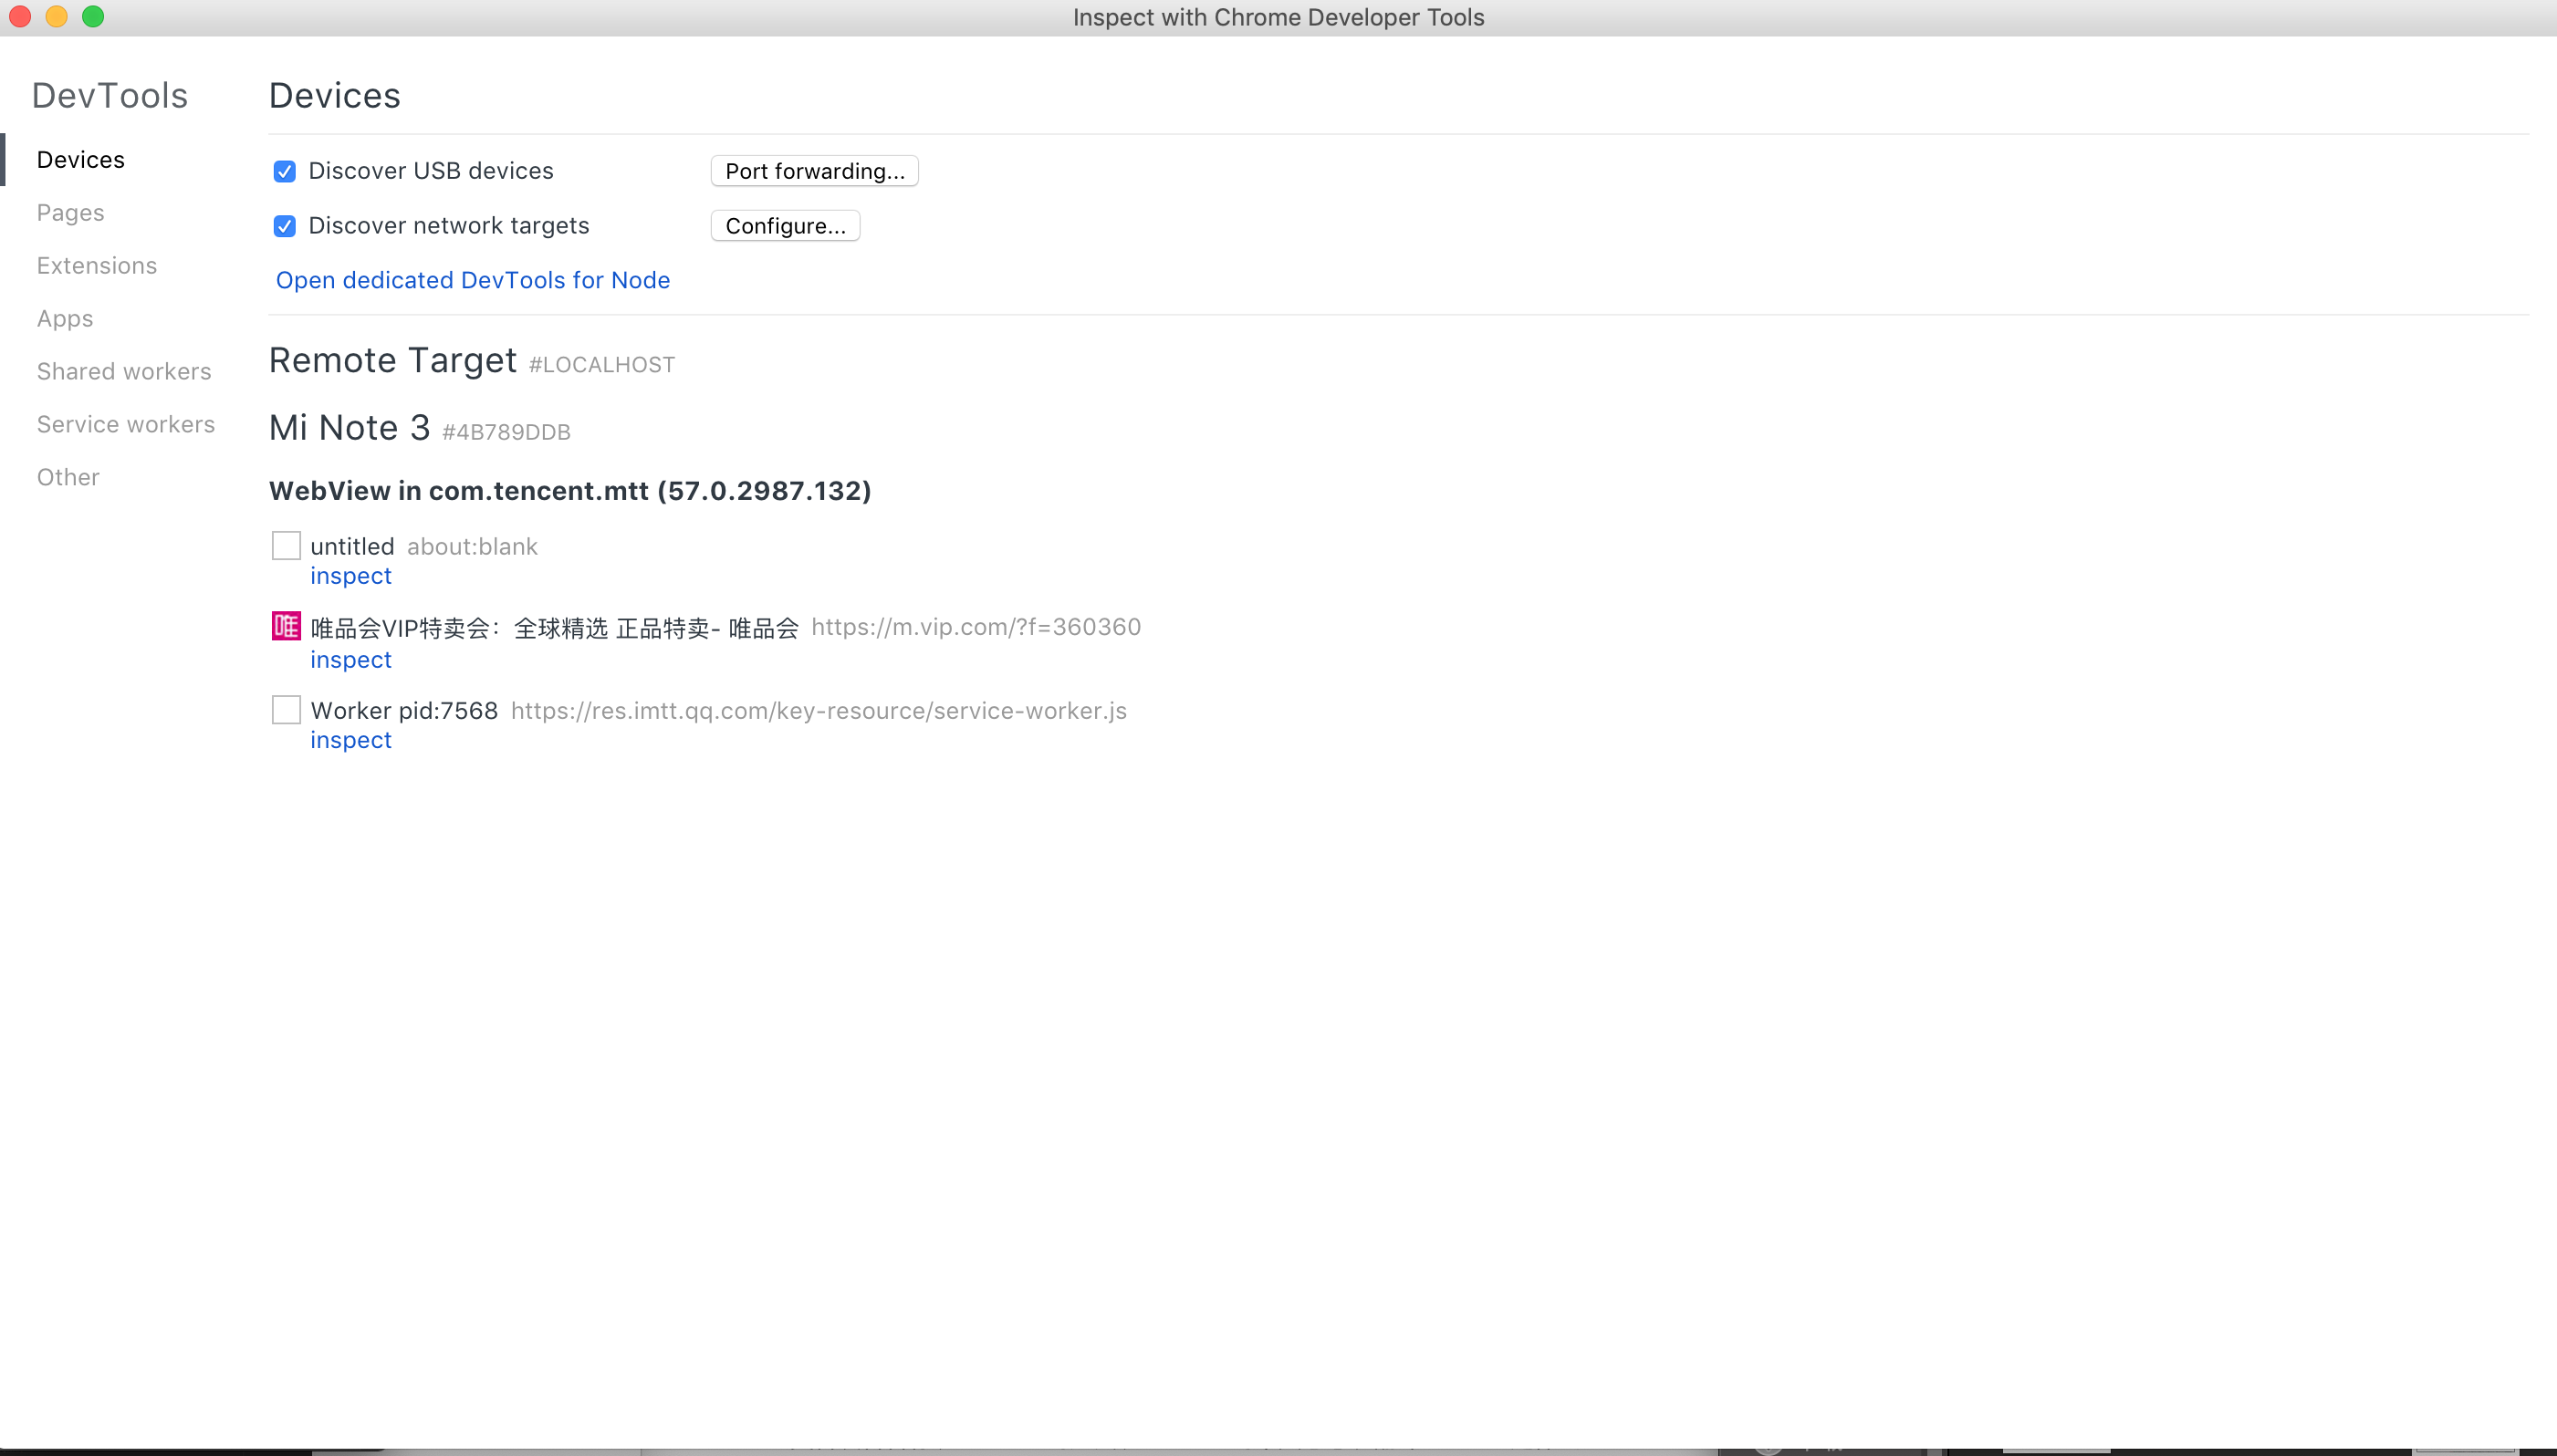 Inspect with Chrome Developer Tools
DevTools
Devices
Pages
Extensions
Apps
Shared workers
Service workers
Other
Devices
Discover USB devices Port forwarding...
Discover network targets Configure...
Open dedicated DevTools for Node
Remote Target #LOCALHOST
Mi Note 3 #4B789DDB
WebView in com.tencent.mtt (57.0.2987.132)
untitled about:blank
inspect
唯
唯品会VIP特卖会：全球精选 正品特卖- 唯品会 https://m.vip.com/?f=360360
inspect
Worker pid:7568 https://res.imtt.qq.com/key-resource/service-worker.js
inspect